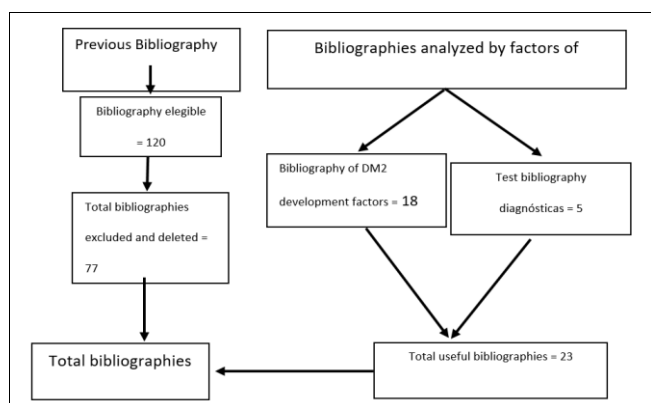 Previous Bibliography
Bibliography elegible
= 120
Total bibliographies
excluded and deleted =
77
Total bibliographies
Bibliographies analyzed by factors of
Bibliography of DM2
development factors = 18
Test bibliography
diagnósticas = 5
Total useful bibliographies = 23